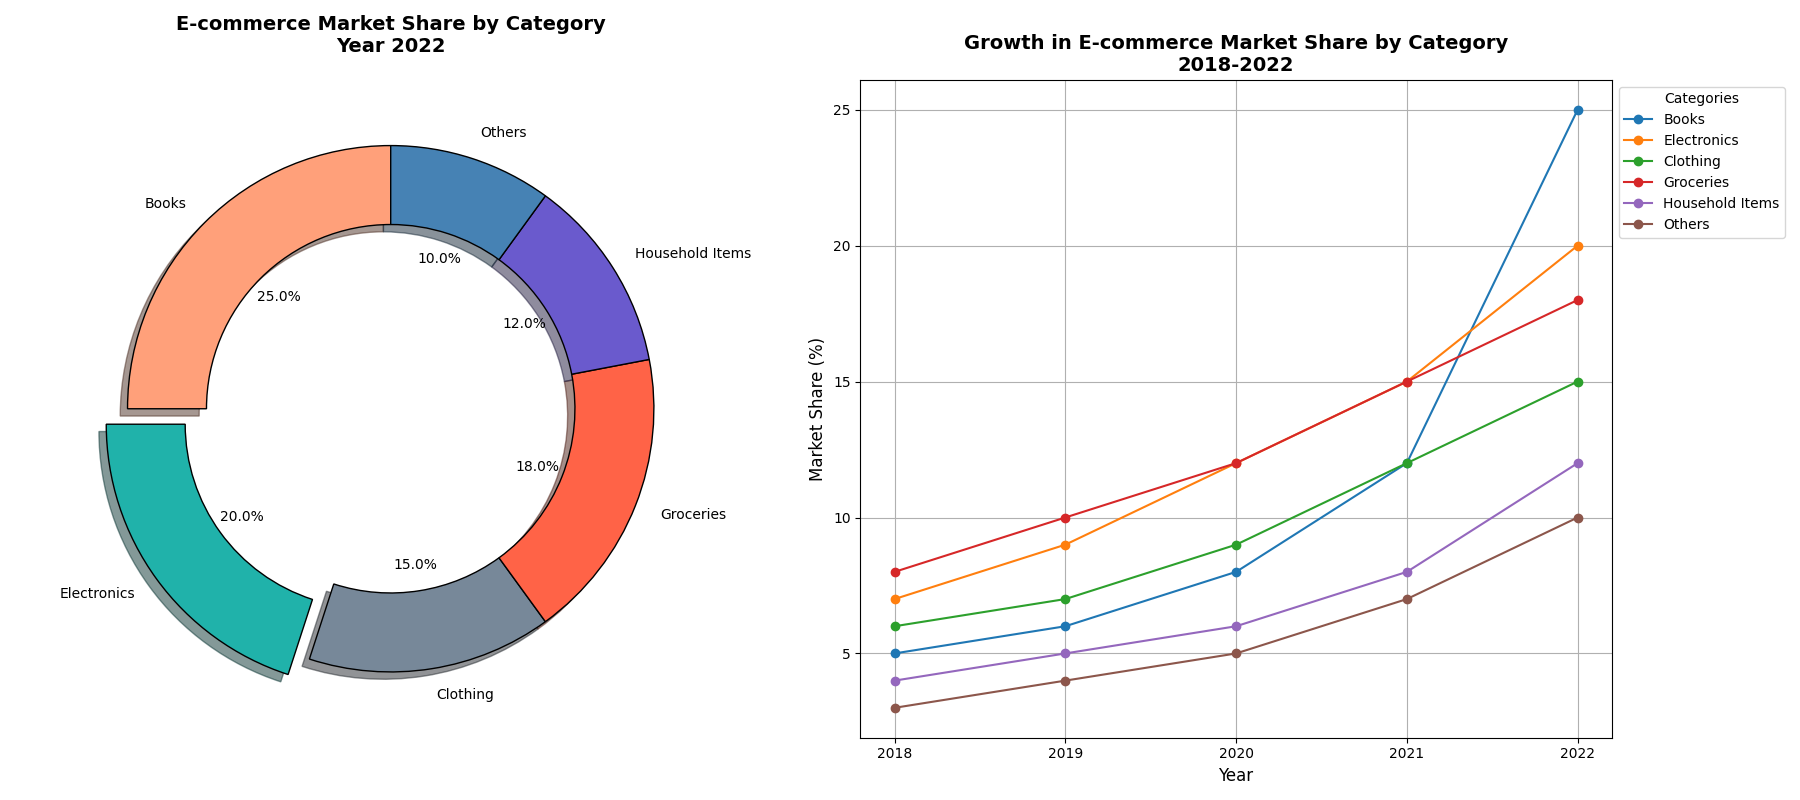 E-commerce Market Share by Category
Year 2022
Others
Books
Household Items
10.0%
25.0%
12.0%
18.0%
20.0%
Groceries
15.0%
Electronics
Clothing
Growth in E-commerce Market Share by Category
2018-2022
25
20
15
10
5
Market Share (%)
2018
2019
2020
2021
2022
Year
Categories
Books
Electronics
Clothing
Groceries
Household Items
Others